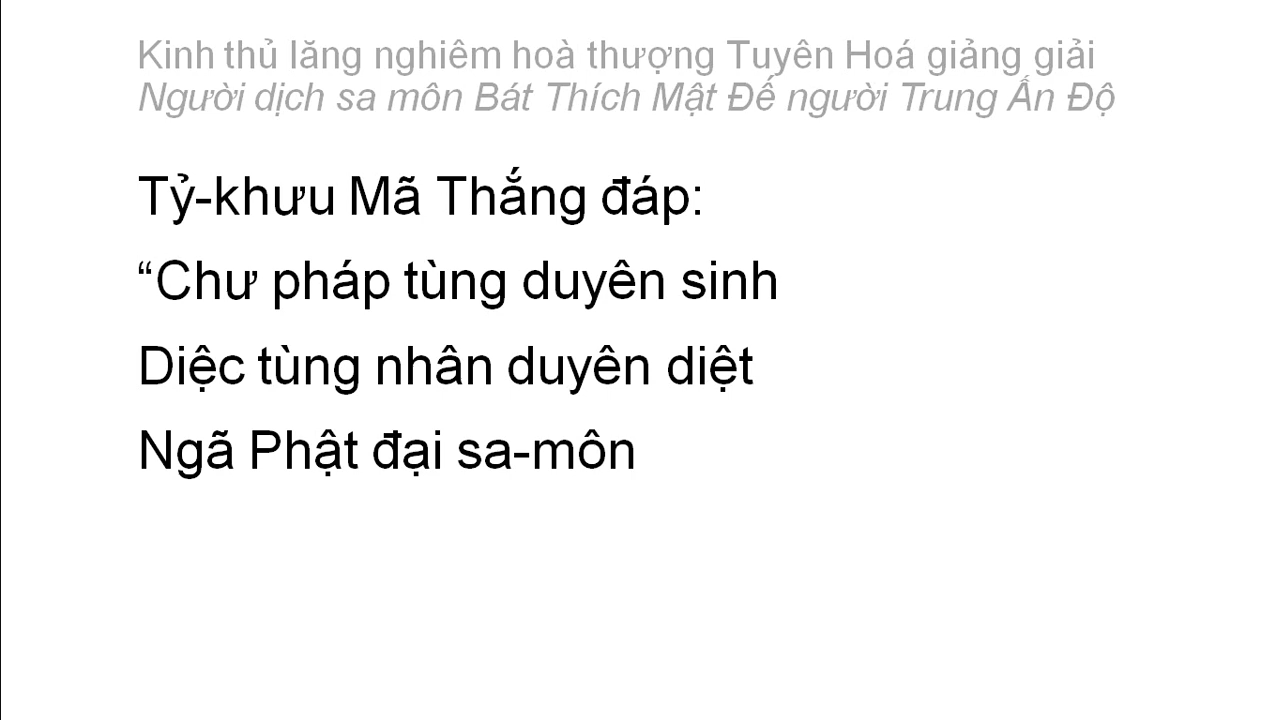 Kinh thủ lăng nghiêm hoà thượng Tuyên Hoá giảng giải
Người dịch sa môn Bát Thích Mật Đế người Trung Ấn Độ
Tỷ-khưu Mã Thắng đáp:
“Chư pháp tùng duyên sinh
Diệc tùng nhân duyên diệt
Ngã Phật đại sa-môn